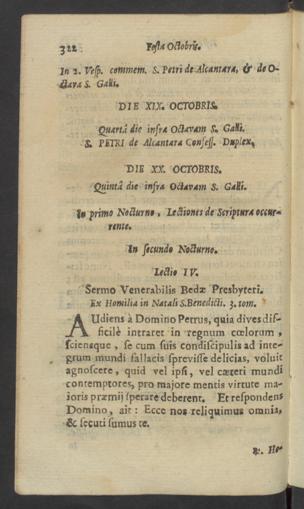 322 Festa Octobris.
In 2. Vesp. commem. S. Petri de Alcantara, & de O-
ctava S. Galli.
DIE XIX. OCTOBRIS.
Quartâ die infra Octavam S. Galli.
S. PETRI de Alcantara Confess. Duplex.
DIE XX. OCTOBRIS.
Quintâ die infra Octavam S. Galli.
In primo Nocturno, Lectiones de Scriptura occur-
rente.
In secundo Nocturno.
Lectio IV.
Sermo Venerabilis Bedæ Presbyteri.
Ex Homilia in Natali S. Benedicti. 3. tom.
AUdiens à Domino Petrus, quia dives dif-
ficilè intraret in regnum cœlorum,
sciensque, se cum suis condiscipulis ad inte-
grum mundi fallacis sprevisse delicias, voluit
agnoscere, quid vel ipsi, vel cæteri mundi
contemptores, pro majore mentis virtute ma-
joris præmij sperare deberent. Et respondens
Domino, ait: Ecce nos reliquimus omnia,
& secuti sumus te.
℞. Ho-